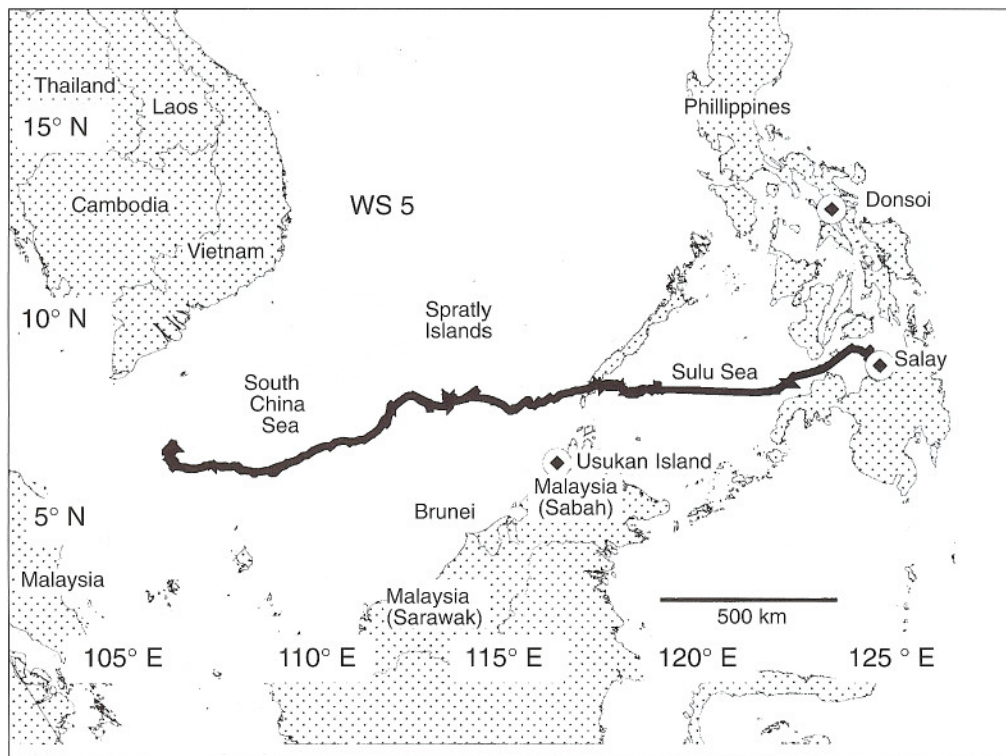 Thailand
Laos
15° N
Cambodia
Vietnam
WS 5
Phillippines
Donsoi
10° N
Spratly
Islands
South
China
Sea
Sulu Sea
Salay
Usukan Island
Malaysia
(Sabah)
5° N
Brunei
Malaysia
Malaysia
(Sarawak)
500 km
105° E
110° E
115° E
120° E
125° E